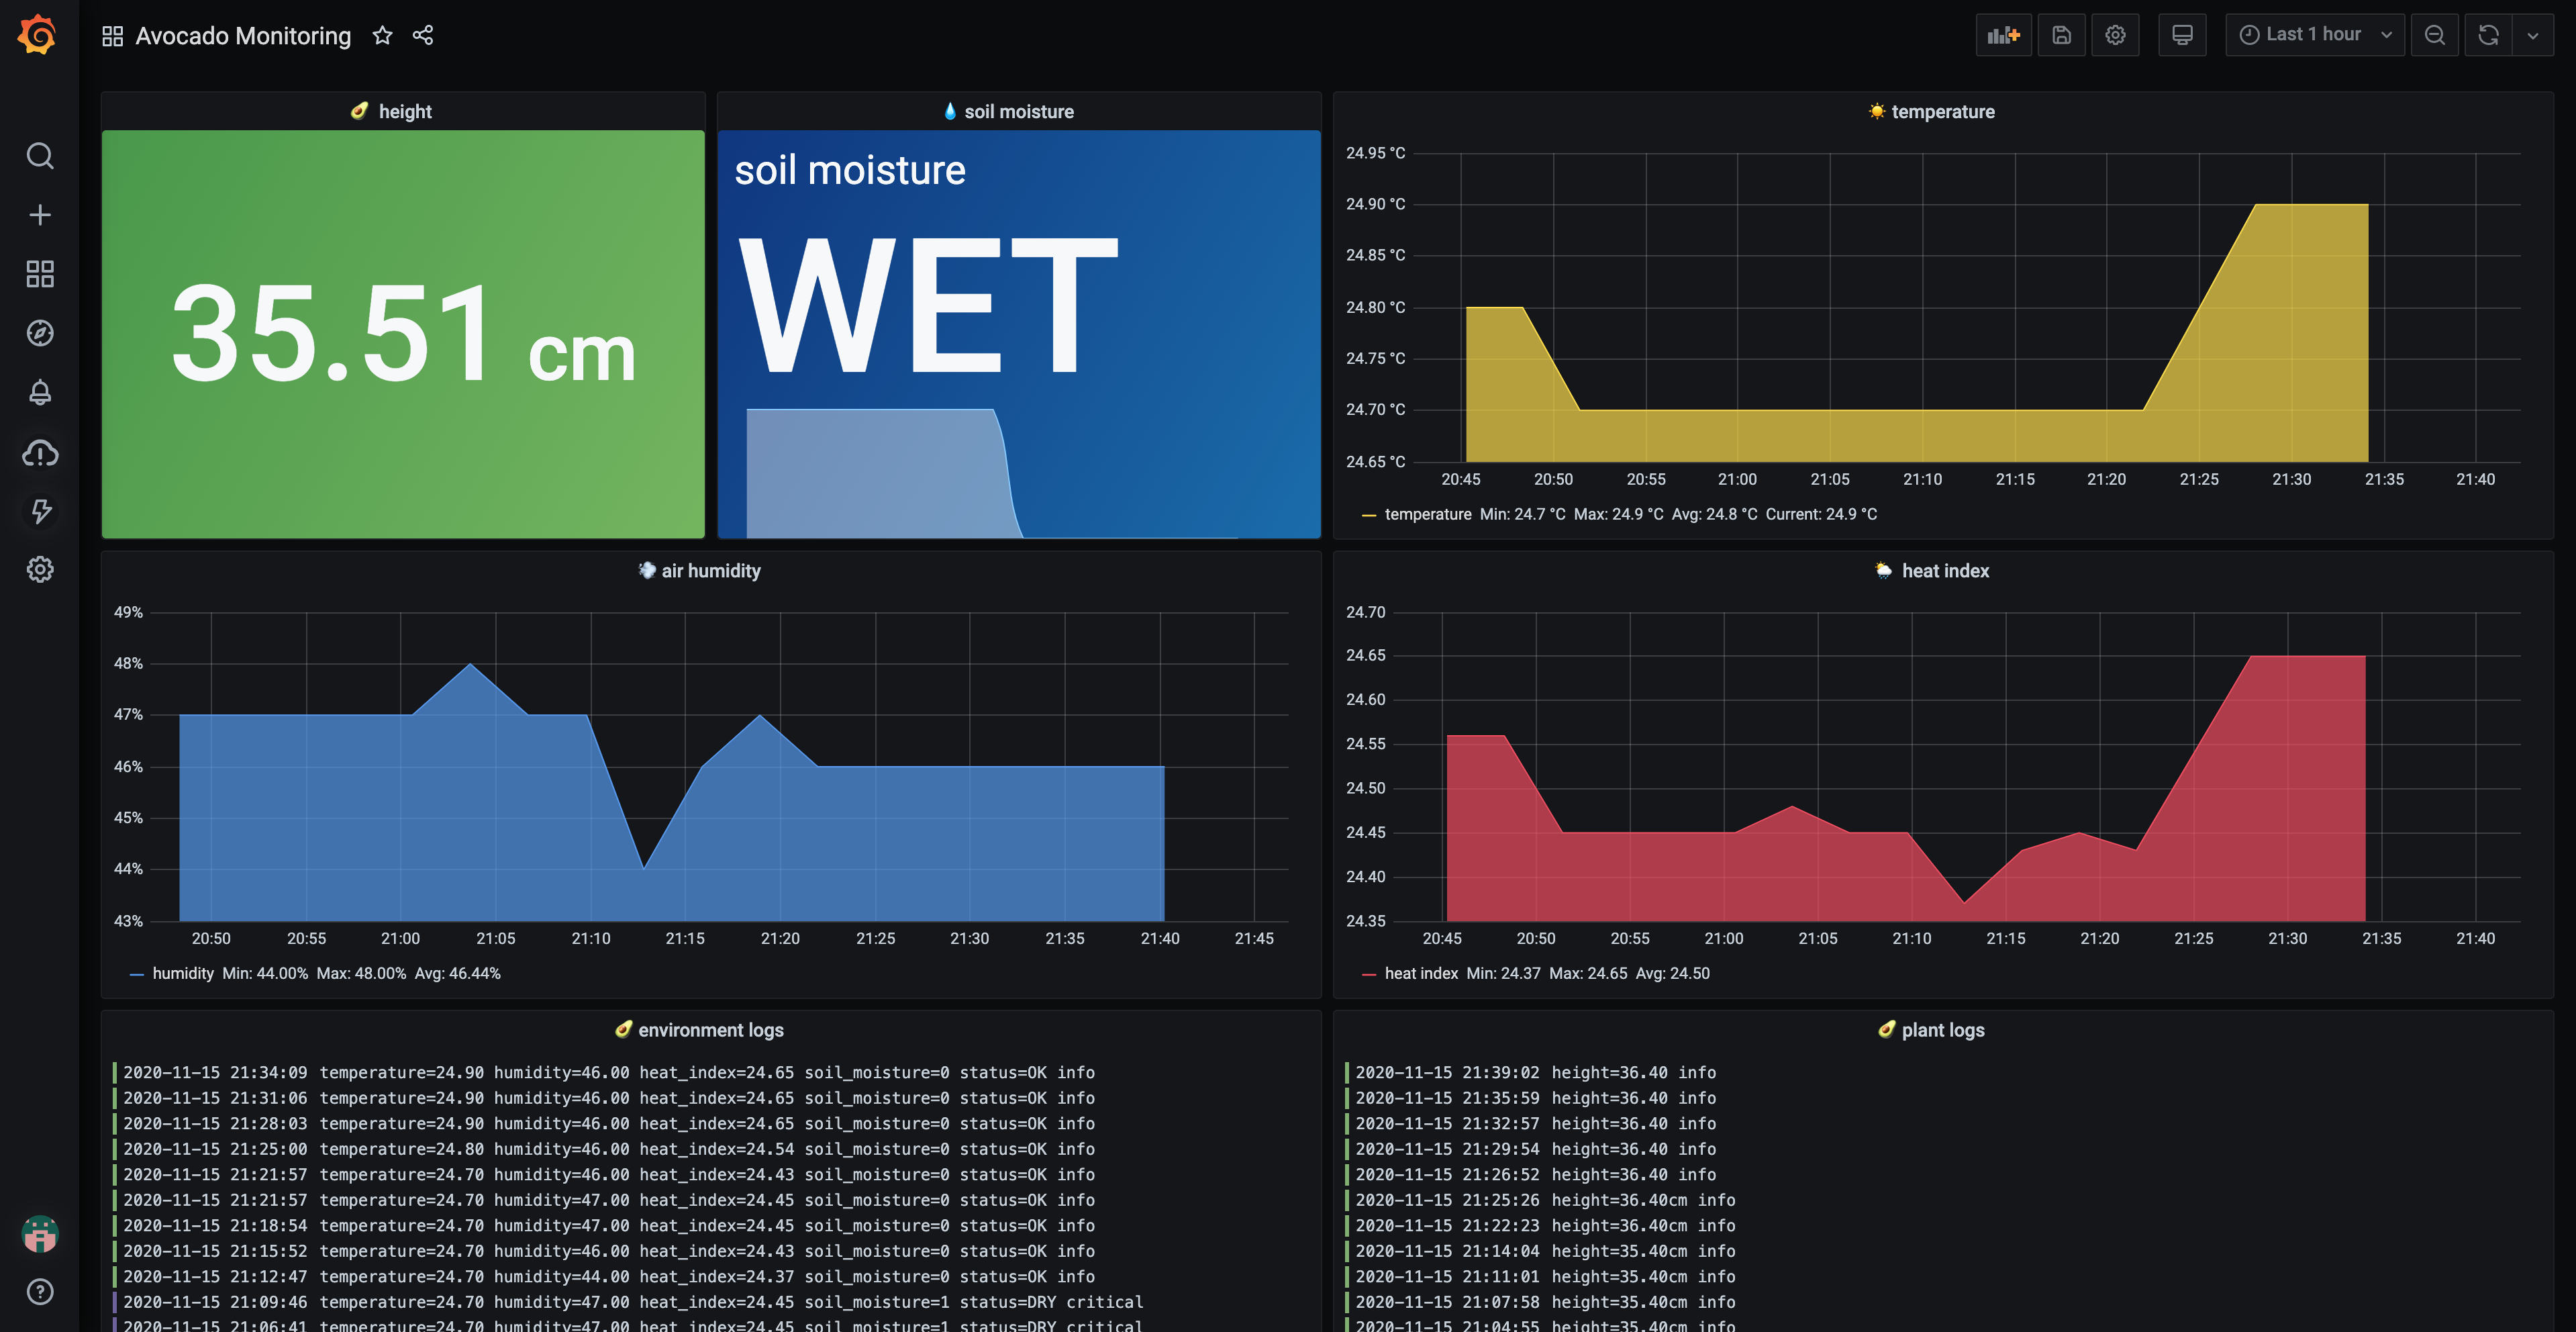 Avocado Monitoring
Last 1 hour
height
35.51 cm
soil moisture
soil moisture
WET
temperature
24.95 °C
24.90 °C
24.85 °C
24.80 °C
24.75 °C
24.70 °C
24.65 °C
20:45 20:50 20:55 21:00 21:05 21:10 21:15 21:20 21:25 21:30 21:35 21:40
temperature Min: 24.7 °C Max: 24.9 °C Avg: 24.8 °C Current: 24.9 °C
air humidity
49%
48%
47%
46%
45%
44%
43%
20:50 20:55 21:00 21:05 21:10 21:15 21:20 21:25 21:30 21:35 21:40 21:45
humidity Min: 44.00% Max: 48.00% Avg: 46.44%
heat index
24.70
24.65
24.60
24.55
24.50
24.45
24.40
24.35
20:45 20:50 20:55 21:00 21:05 21:10 21:15 21:20 21:25 21:30 21:35 21:40
heat index Min: 24.37 Max: 24.65 Avg: 24.50
environment logs
2020-11-15 21:34:09 temperature=24.90 humidity=46.00 heat_index=24.65 soil_moisture=0 status=OK info
2020-11-15 21:31:06 temperature=24.90 humidity=46.00 heat_index=24.65 soil_moisture=0 status=OK info
2020-11-15 21:28:03 temperature=24.90 humidity=46.00 heat_index=24.65 soil_moisture=0 status=OK info
2020-11-15 21:25:00 temperature=24.80 humidity=46.00 heat_index=24.54 soil_moisture=0 status=OK info
2020-11-15 21:21:57 temperature=24.70 humidity=46.00 heat_index=24.43 soil_moisture=0 status=OK info
2020-11-15 21:21:57 temperature=24.70 humidity=47.00 heat_index=24.45 soil_moisture=0 status=OK info
2020-11-15 21:18:54 temperature=24.70 humidity=47.00 heat_index=24.45 soil_moisture=0 status=OK info
2020-11-15 21:15:52 temperature=24.70 humidity=46.00 heat_index=24.43 soil_moisture=0 status=OK info
2020-11-15 21:12:47 temperature=24.70 humidity=44.00 heat_index=24.37 soil_moisture=0 status=OK info
2020-11-15 21:09:46 temperature=24.70 humidity=47.00 heat_index=24.45 soil_moisture=1 status=DRY critical
2020-11-15 21:06:41 temperature=24.70 humidity=47.00 heat_index=24.45 soil_moisture=1 status=DRY critical
plant logs
2020-11-15 21:39:02 height=36.40 info
2020-11-15 21:35:59 height=36.40 info
2020-11-15 21:32:57 height=36.40 info
2020-11-15 21:29:54 height=36.40 info
2020-11-15 21:26:52 height=36.40 info
2020-11-15 21:25:26 height=36.40cm info
2020-11-15 21:22:23 height=36.40cm info
2020-11-15 21:14:04 height=35.40cm info
2020-11-15 21:11:01 height=35.40cm info
2020-11-15 21:07:58 height=35.40cm info
2020-11-15 21:04:55 height=35.40cm info